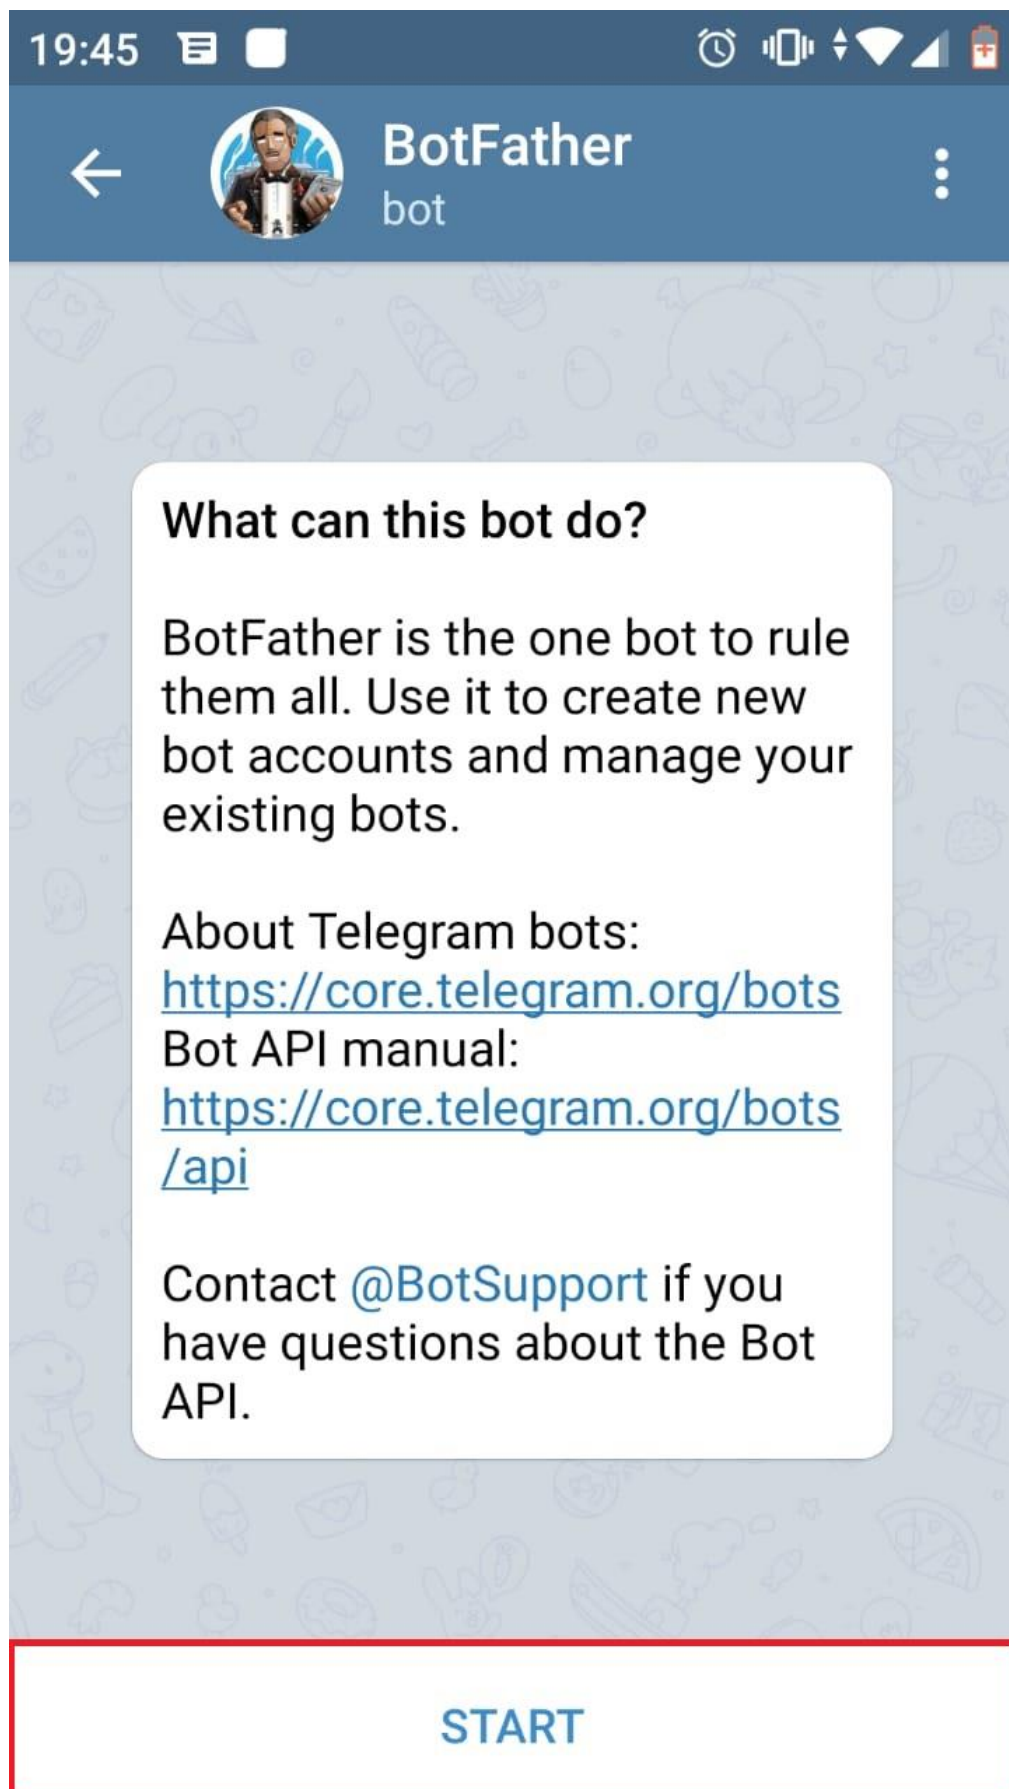 19:45
BotFather
bot
What can this bot do?
BotFather is the one bot to rule
them all. Use it to create new
bot accounts and manage your
existing bots.
About Telegram bots:
https://core.telegram.org/bots
Bot API manual:
https://core.telegram.org/bots
/api
Contact @BotSupport if you
have questions about the Bot
API.
START